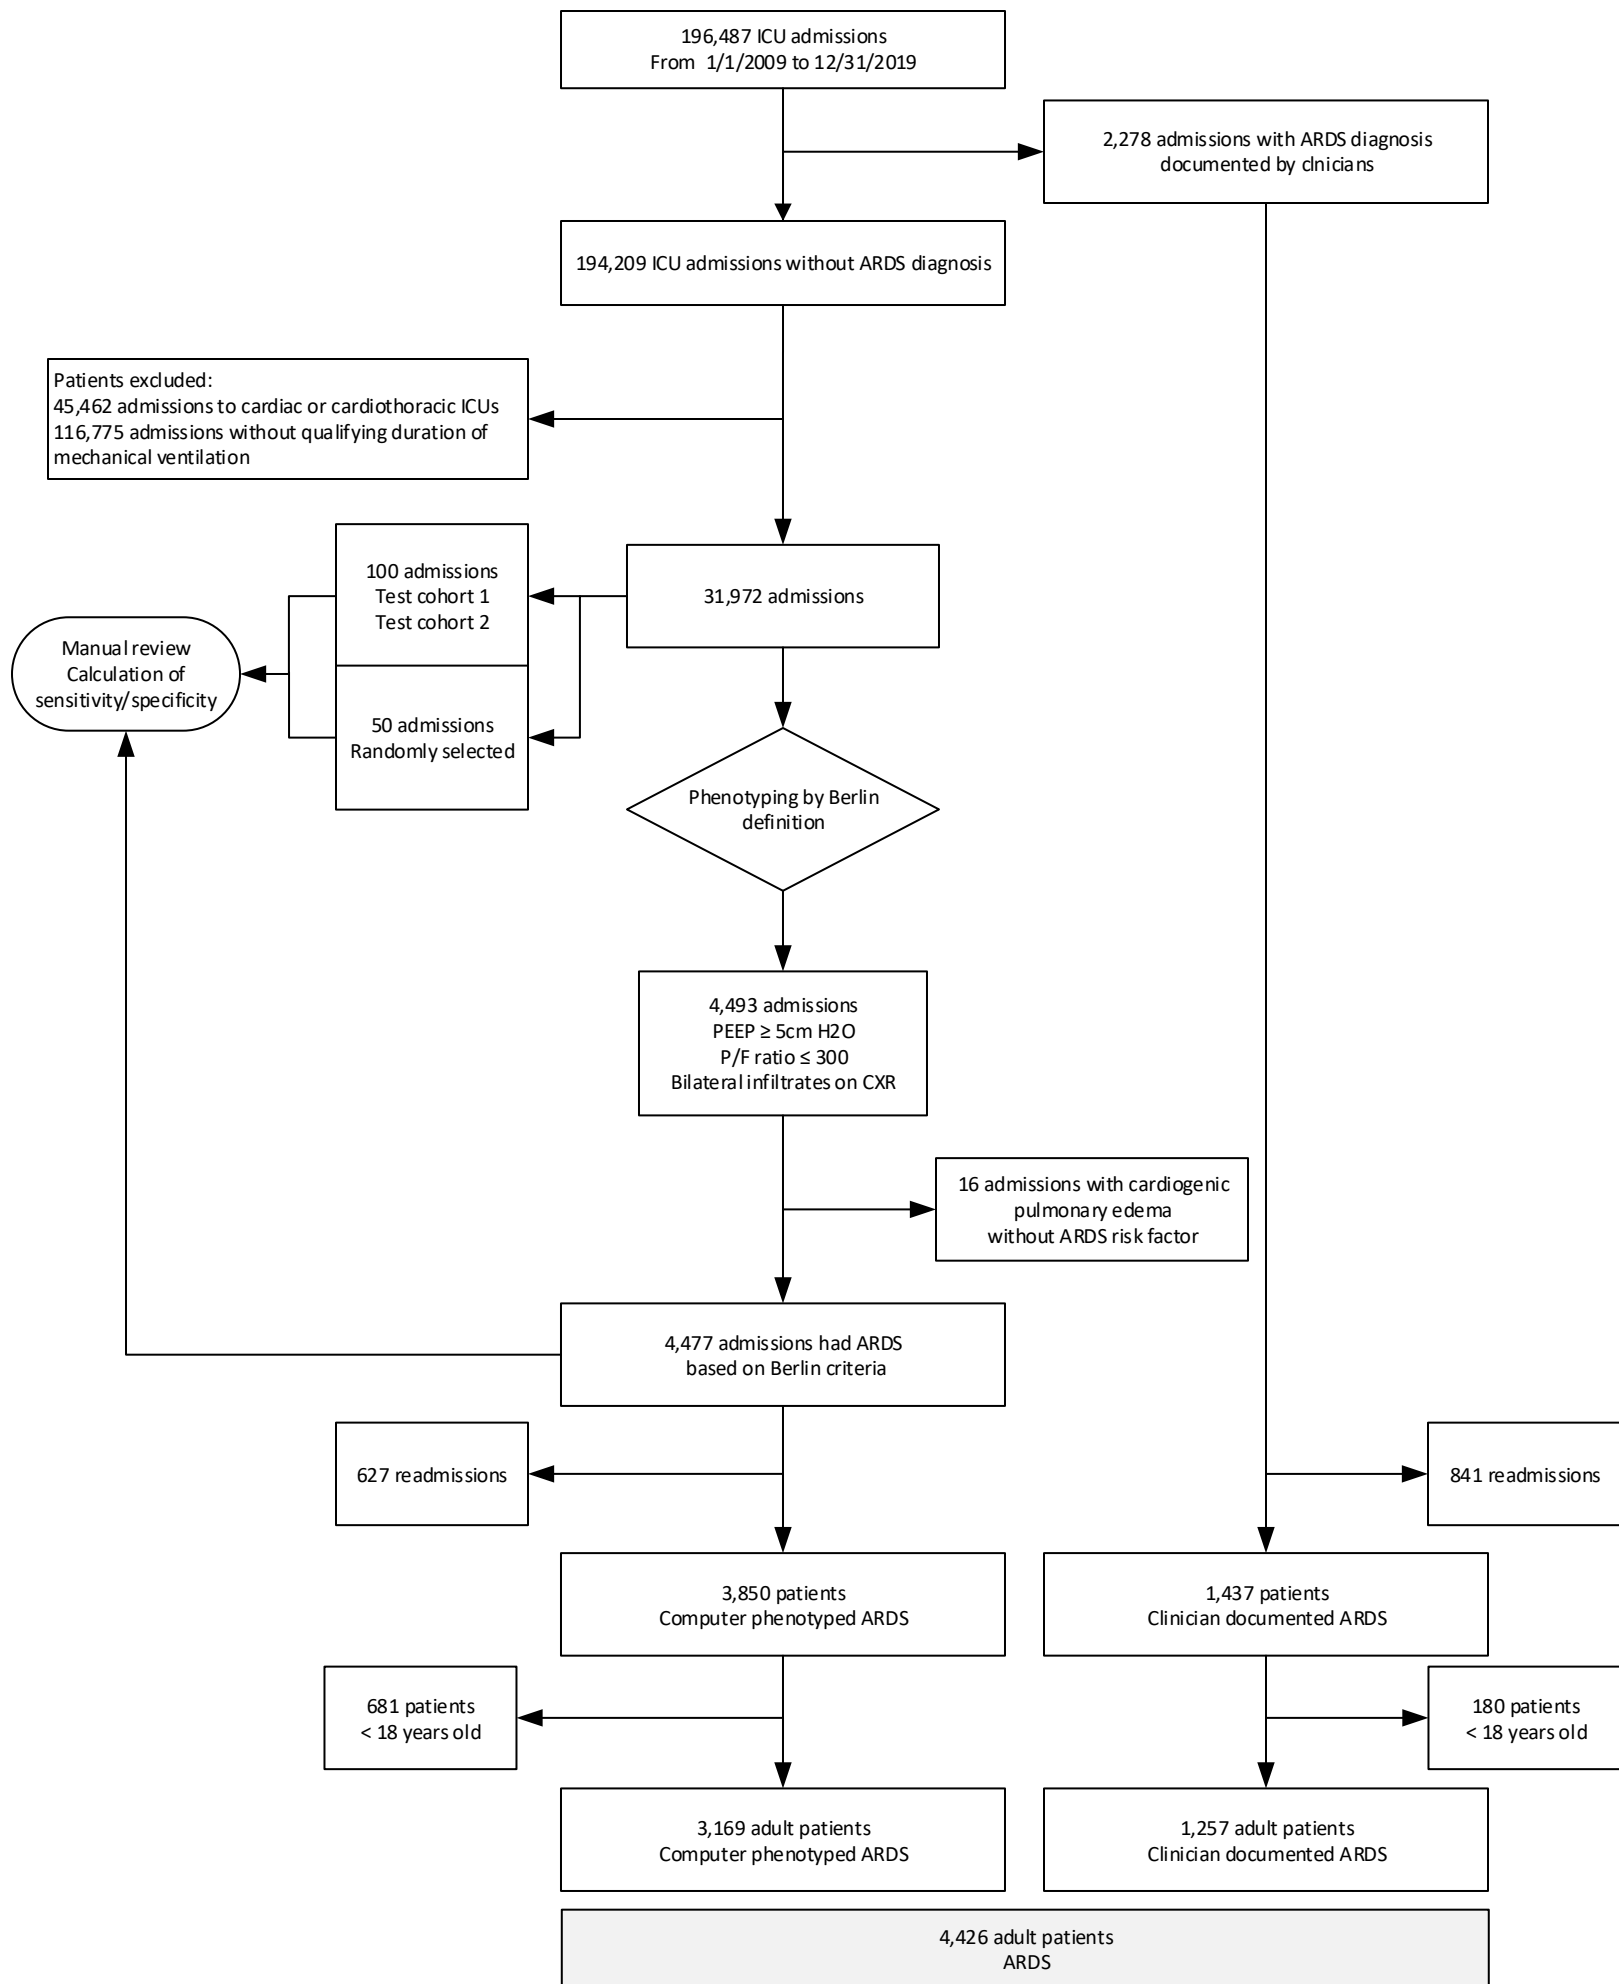 196,487 ICU admissions
From 1/1/2009 to 12/31/2019
2,278 admissions with ARDS diagnosis
documented by clnicians
194,209 ICU admissions without ARDS diagnosis
Patients excluded:
45,462 admissions to cardiac or cardiothoracic ICUs
116,775 admissions without qualifying duration of
mechanical ventilation
100 admissions
Test cohort 1
Test cohort 2
31,972 admissions
Manual review
Calculation of
sensitivity/specificity
50 admissions
Randomly selected
Phenotyping by Berlin
definition
4,493 admissions
PEEP ≥ 5cm H2O
P/F ratio ≤ 300
Bilateral infiltrates on CXR
16 admissions with cardiogenic
pulmonary edema
without ARDS risk factor
4,477 admissions had ARDS
based on Berlin criteria
627 readmissions
841 readmissions
3,850 patients
Computer phenotyped ARDS
1,437 patients
Clinician documented ARDS
681 patients
< 18 years old
180 patients
< 18 years old
3,169 adult patients
Computer phenotyped ARDS
1,257 adult patients
Clinician documented ARDS
4,426 adult patients
ARDS